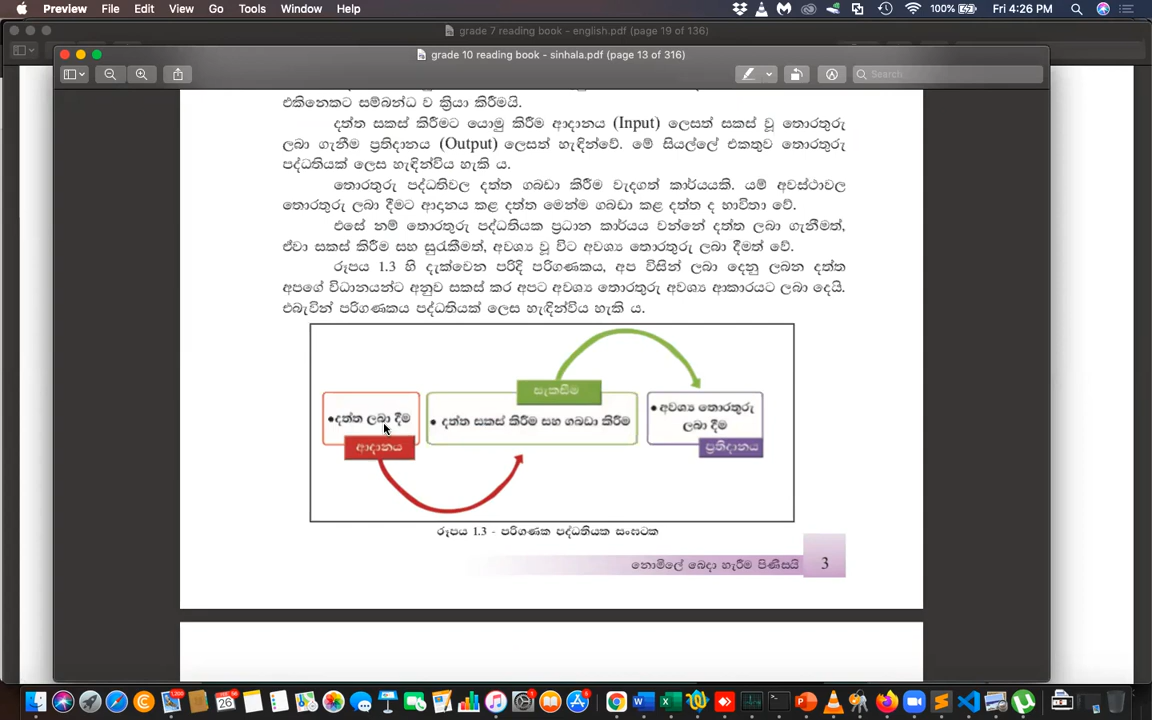 Preview File Edit View Go Tools Window Help 100% Fri 4:26 PM
grade 7 reading book - english.pdf (page 19 of 136)
grade 10 reading book - sinhala.pdf (page 13 of 316)
Search
එකිනෙකට සම්බන්ධ ව ක්‍රියා කිරීමයි.
දත්ත සකස් කිරීමට යොමු කිරීම ආදානය (Input) ලෙසත් සකස් වූ තොරතුරු
ලබා ගැනීම ප්‍රතිදානය (Output) ලෙසත් හැඳින්වේ. මේ සියල්ලේ එකතුව තොරතුරු
පද්ධතියක් ලෙස හැඳින්විය හැකි ය.
තොරතුරු පද්ධතිවල දත්ත ගබඩා කිරීම වැදගත් කාර්යයකි. යම් අවස්ථාවල
තොරතුරු ලබා දීමට ආදානය කළ දත්ත මෙන්ම ගබඩා කළ දත්ත ද භාවිතා වේ.
එසේ නම් තොරතුරු පද්ධතියක ප්‍රධාන කාර්යය වන්නේ දත්ත ලබා ගැනීමත්,
ඒවා සකස් කිරීම සහ සුරැකීමත්, අවශ්‍ය වූ විට අවශ්‍ය තොරතුරු ලබා දීමත් වේ.
රූපය 1.3 හි දැක්වෙන පරිදි පරිගණකය, අප විසින් ලබා දෙනු ලබන දත්ත
අපගේ විධානයන්ට අනුව සකස් කර අපට අවශ්‍ය තොරතුරු අවශ්‍ය ආකාරයට ලබා දෙයි.
එබැවින් පරිගණකය පද්ධතියක් ලෙස හැඳින්විය හැකි ය.
සැකසීම
•දත්ත ලබා දීම
• දත්ත සකස් කිරීම සහ ගබඩා කිරීම
• අවශ්‍ය තොරතුරු
ලබා දීම
ආදානය
ප්‍රතිදානය
රූපය 1.3 - පරිගණක පද්ධතියක සංඝටක
නොමිලේ බෙදා හැරීම පිණිසයි 3